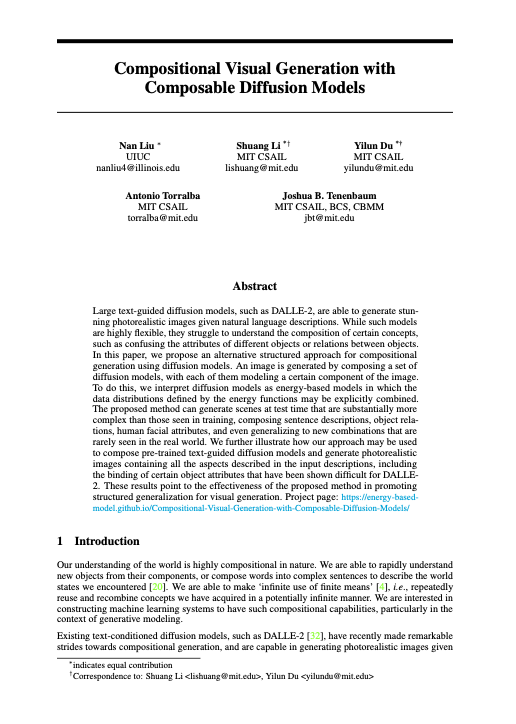 Compositional Visual Generation with
Composable Diffusion Models
Nan Liu *
UIUC
nanliu4@illinois.edu
Shuang Li *†
MIT CSAIL
lishuang@mit.edu
Yilun Du *†
MIT CSAIL
yilundu@mit.edu
Antonio Torralba
MIT CSAIL
torralba@mit.edu
Joshua B. Tenenbaum
MIT CSAIL, BCS, CBMM
jbt@mit.edu
Abstract
Large text-guided diffusion models, such as DALLE-2, are able to generate stun-
ning photorealistic images given natural language descriptions. While such models
are highly flexible, they struggle to understand the composition of certain concepts,
such as confusing the attributes of different objects or relations between objects.
In this paper, we propose an alternative structured approach for compositional
generation using diffusion models. An image is generated by composing a set of
diffusion models, with each of them modeling a certain component of the image.
To do this, we interpret diffusion models as energy-based models in which the
data distributions defined by the energy functions may be explicitly combined.
The proposed method can generate scenes at test time that are substantially more
complex than those seen in training, composing sentence descriptions, object rela-
tions, human facial attributes, and even generalizing to new combinations that are
rarely seen in the real world. We further illustrate how our approach may be used
to compose pre-trained text-guided diffusion models and generate photorealistic
images containing all the aspects described in the input descriptions, including
the binding of certain object attributes that have been shown difficult for DALLE-
2. These results point to the effectiveness of the proposed method in promoting
structured generalization for visual generation. Project page: https://energy-based-
model.github.io/Compositional-Visual-Generation-with-Composable-Diffusion-Models/
1 Introduction
Our understanding of the world is highly compositional in nature. We are able to rapidly understand
new objects from their components, or compose words into complex sentences to describe the world
states we encountered [20]. We are able to make ‘infinite use of finite means’ [4], i.e., repeatedly
reuse and recombine concepts we have acquired in a potentially infinite manner. We are interested in
constructing machine learning systems to have such compositional capabilities, particularly in the
context of generative modeling.
Existing text-conditioned diffusion models, such as DALLE-2 [32], have recently made remarkable
strides towards compositional generation, and are capable in generating photorealistic images given
*indicates equal contribution
†Correspondence to: Shuang Li <lishuang@mit.edu>, Yilun Du <yilundu@mit.edu>